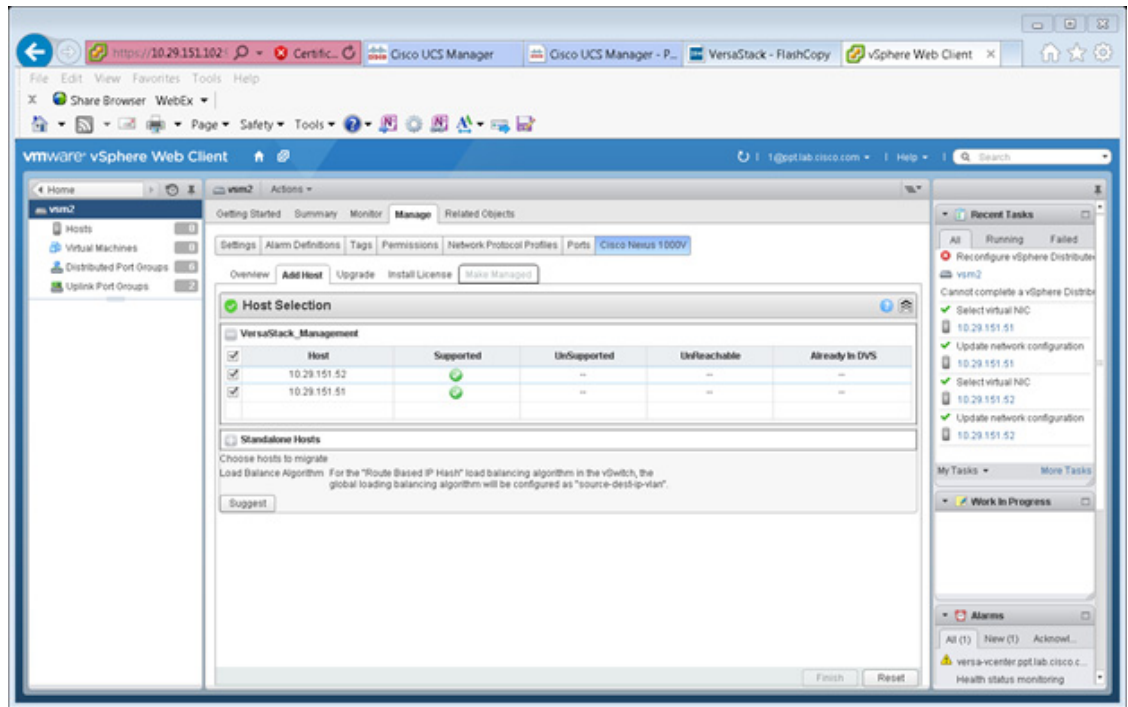 https://10.29.151.102:
Certific...
Cisco UCS Manager
Cisco UCS Manager - P...
VersaStack - FlashCopy
vSphere Web Client
File Edit View Favorites Tools Help
x Share Browser WebEx
Page Safety Tools
vmware vSphere Web Client
1@ppt.lab.cisco.com
Help
Search
Home
vsm2 Actions
vsm2
Hosts 0
Virtual Machines 0
Distributed Port Groups 6
Uplink Port Groups 2
Getting Started Summary Monitor Manage Related Objects
Settings Alarm Definitions Tags Permissions Network Protocol Profiles Ports Cisco Nexus 1000V
Overview Add Host Upgrade Install License Make Managed
Host Selection
VersaStack_Management
Host Supported UnSupported UnReachable Already In DVS
10.29.151.52 -- -- --
10.29.151.51 -- -- --
Standalone Hosts
Choose hosts to migrate
Load Balance Algorithm For the "Route Based IP Hash" load balancing algorithm in the vSwitch, the
global loading balancing algorithm will be configured as "source-dest-ip-vlan".
Suggest
Finish Reset
Recent Tasks
All Running Failed
Reconfigure vSphere Distribute
vsm2
Cannot complete a vSphere Distrib
Select virtual NIC
10.29.151.51
Update network configuration
10.29.151.51
Select virtual NIC
10.29.151.52
Update network configuration
10.29.151.52
My Tasks More Tasks
Work In Progress
Alarms
All (1) New (1) Acknowl...
versa-vcenter.ppt.lab.cisco.c...
Health status monitoring